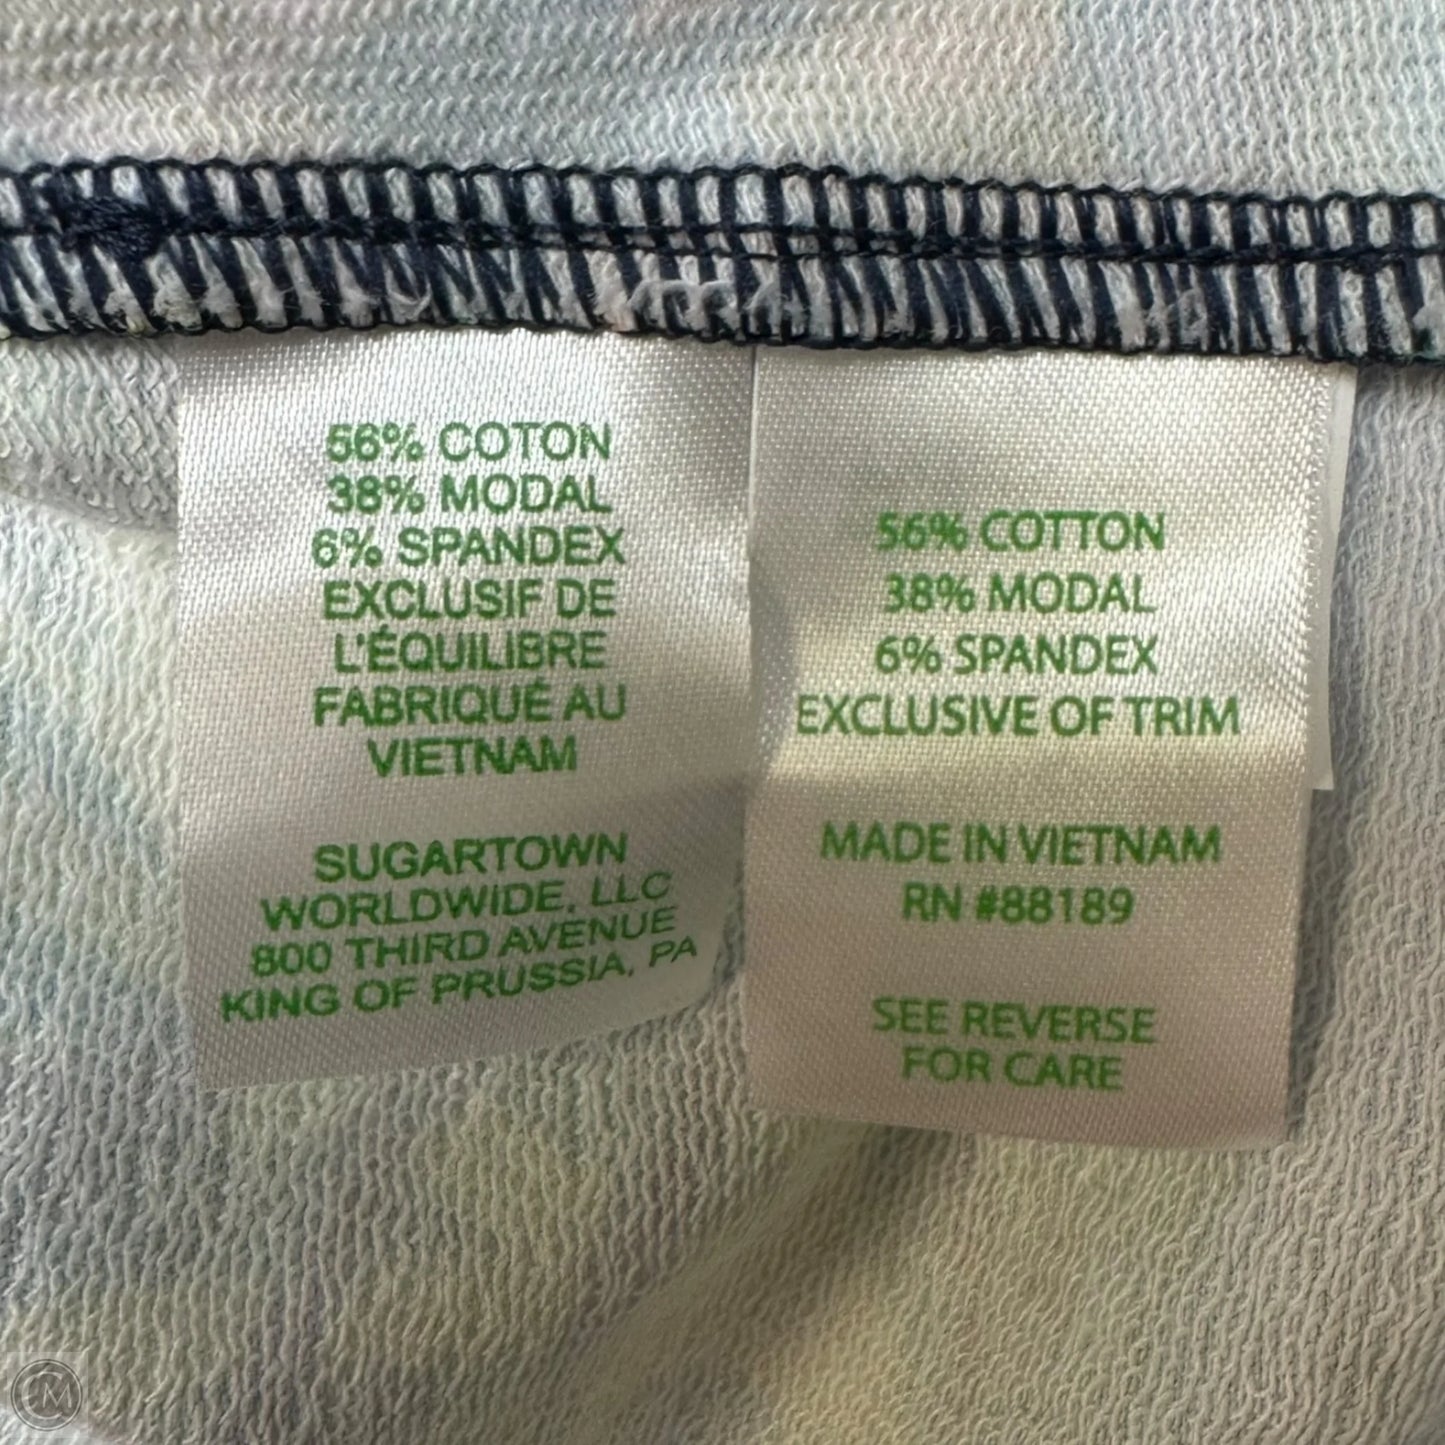 56% COTON
38% MODAL
6% SPANDEX
EXCLUSIF DE
L'ÉQUILIBRE
FABRIQUÉ AU
VIETNAM
SUGARTOWN
WORLDWIDE, LLC
800 THIRD AVENUE
KING OF PRUSSIA, PA
56% COTTON
38% MODAL
6% SPANDEX
EXCLUSIVE OF TRIM
MADE IN VIETNAM
RN #88189
SEE REVERSE
FOR CARE
CM